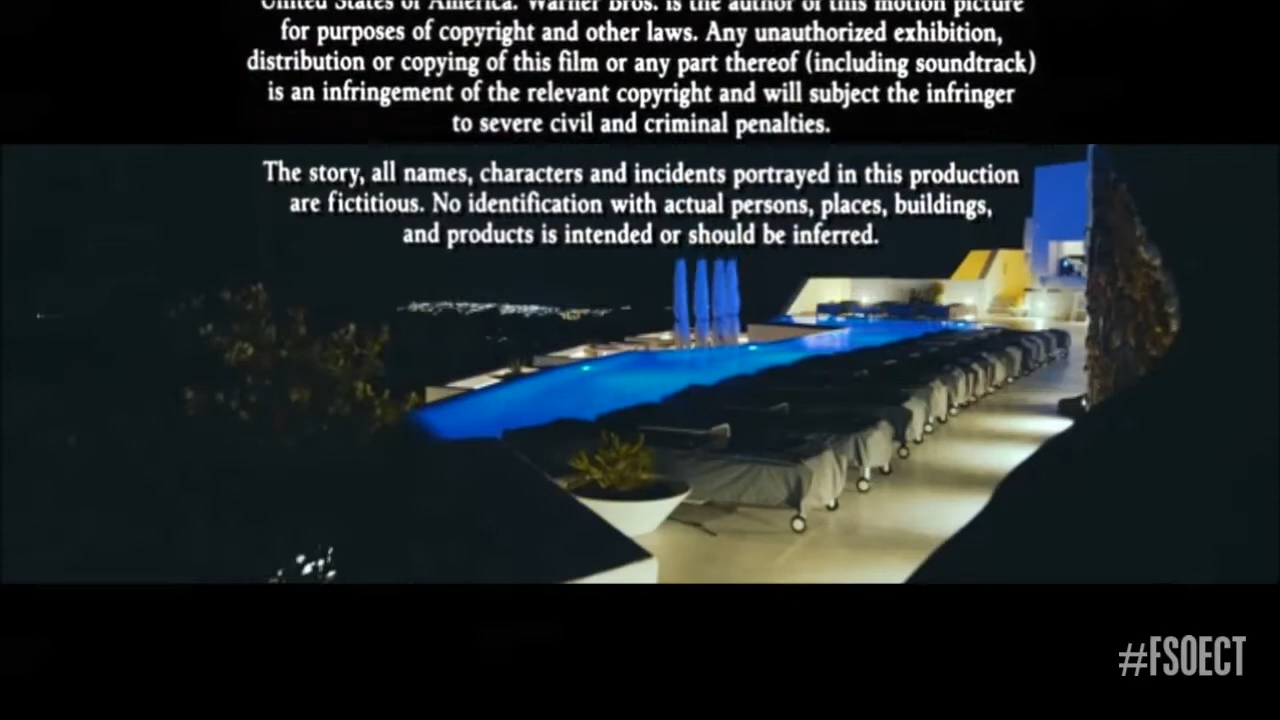 United States of America. Warner Bros. is the author of this motion picture
for purposes of copyright and other laws. Any unauthorized exhibition,
distribution or copying of this film or any part thereof (including soundtrack)
is an infringement of the relevant copyright and will subject the infringer
to severe civil and criminal penalties.
The story, all names, characters and incidents portrayed in this production
are fictitious. No identification with actual persons, places, buildings,
and products is intended or should be inferred.
#FSOECT